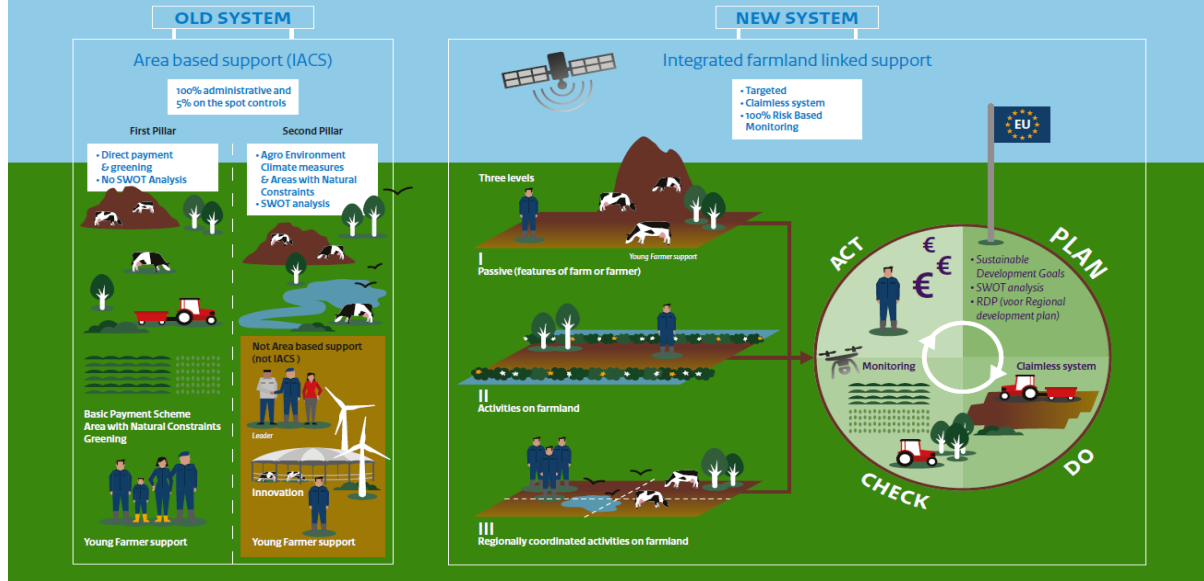 OLD SYSTEM
Area based support (IACS)
100% administrative and
5% on the spot controls
First Pillar
• Direct payment
& greening
• No SWOT Analysis
Basic Payment Scheme
Area with Natural Constraints
Greening
Young Farmer support
Second Pillar
• Agro Environment
Climate measures
& Areas with Natural
Constraints
• SWOT analysis
Not Area based support
(not IACS )
Leader
Innovation
Young Farmer support
NEW SYSTEM
Integrated farmland linked support
• Targeted
• Claimless system
• 100% Risk Based
Monitoring
Three levels
Young Farmer support
I
Passive (features of farm or farmer)
II
Activities on farmland
III
Regionally coordinated activities on farmland
EU
ACT
€
€
€
PLAN
• Sustainable
Development Goals
• SWOT analysis
• RDP (voor Regional
development plan)
Monitoring
Claimless system
CHECK
DO